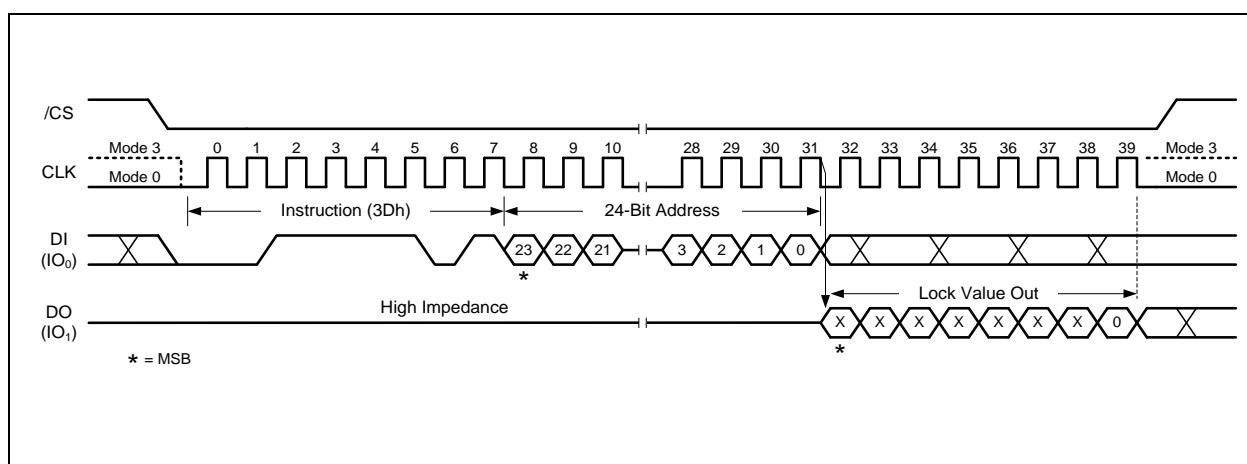 /CS
Mode 3 0 1 2 3 4 5 6 7 8 9 10 28 29 30 31 32 33 34 35 36 37 38 39 Mode 3
CLK
Mode 0 Mode 0
Instruction (3Dh) 24-Bit Address
DI
(IO0)
23 22 21 3 2 1 0
*
Lock Value Out
High Impedance
DO
(IO1)
X X X X X X X 0
*
* = MSB